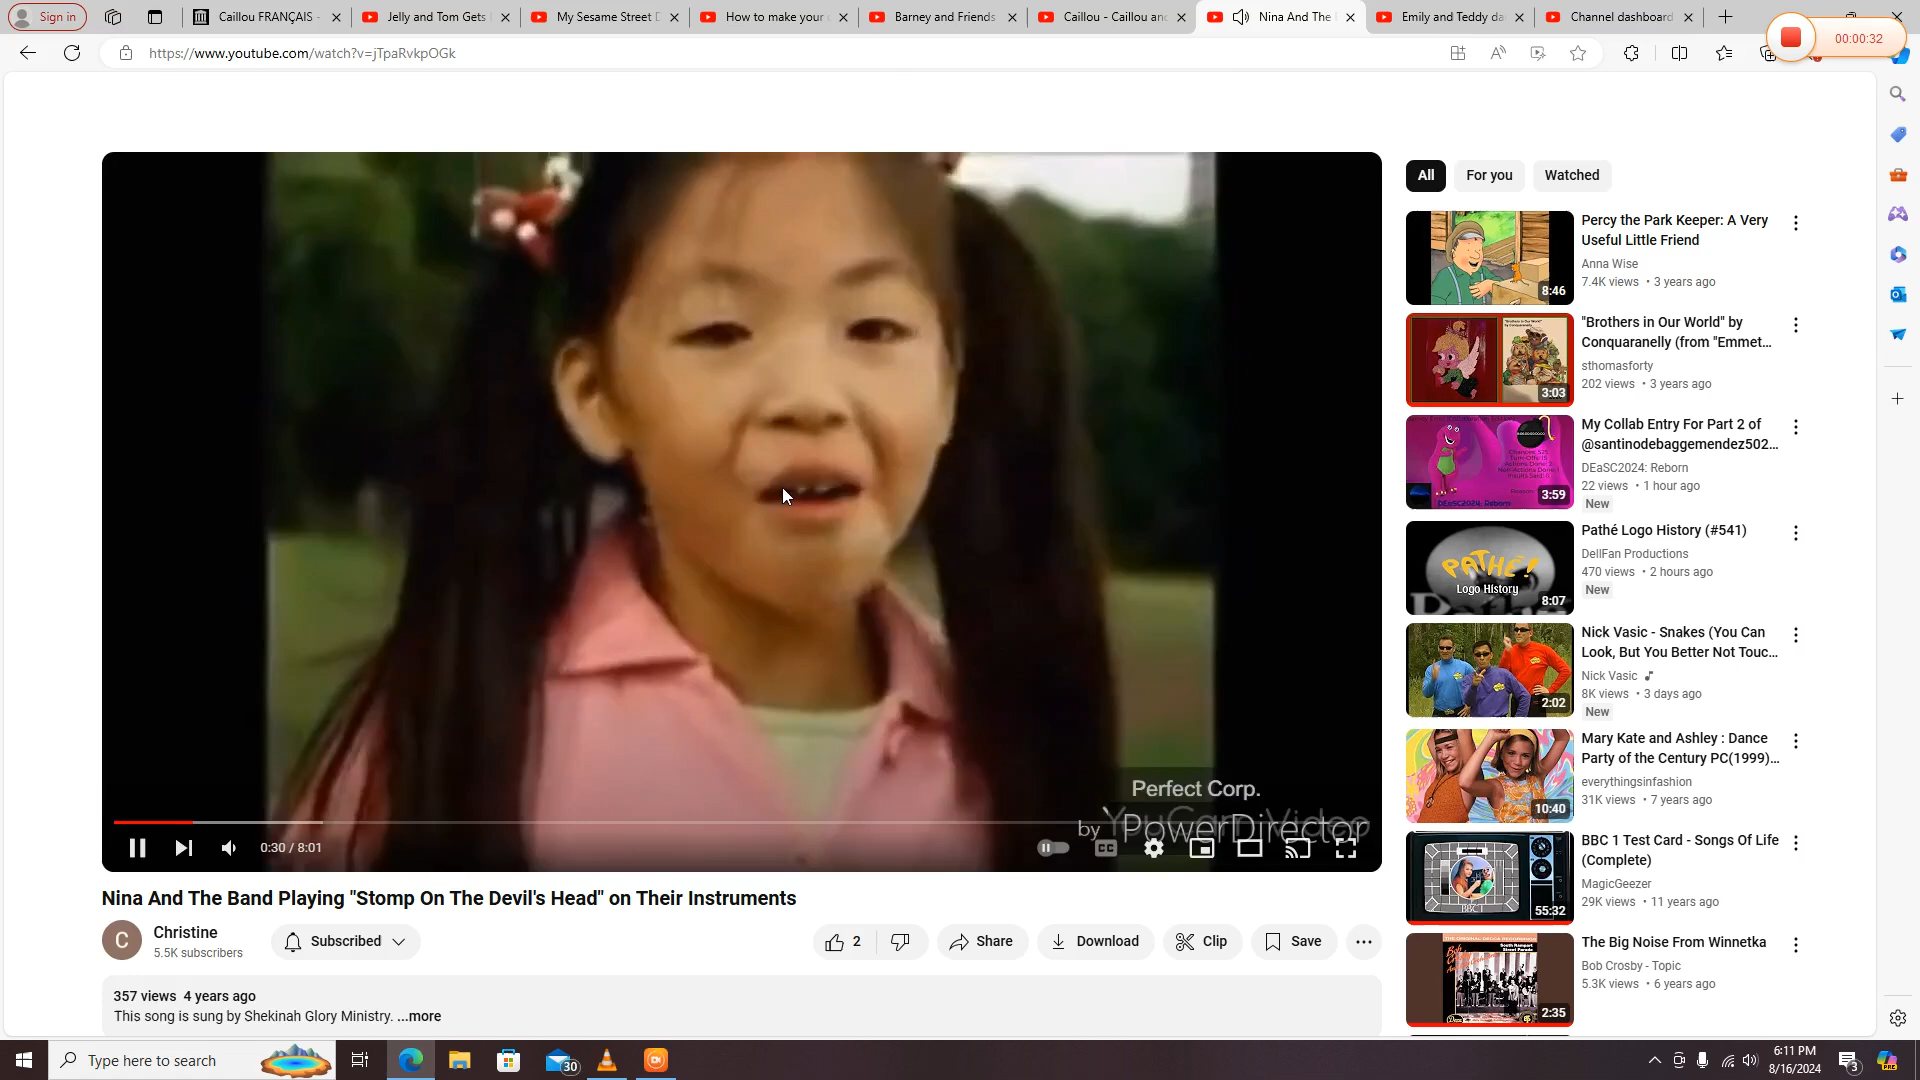 Sign in
Caillou FRANÇAIS -
Jelly and Tom Gets
My Sesame Street D
How to make your
Barney and Friends
Caillou - Caillou and
Nina And The
Emily and Teddy da
Channel dashboard
00:00:32
https://www.youtube.com/watch?v=jTpaRvkpOGk
All
For you
Watched
Percy the Park Keeper: A Very
Useful Little Friend
Anna Wise
7.4K views • 3 years ago
8:46
"Brothers in Our World" by
Conquaranelly (from "Emmet...
sthomasforty
202 views • 3 years ago
3:03
My Collab Entry For Part 2 of
@santinodebaggemendez502...
DEaSC2024: Reborn
22 views • 1 hour ago
New
3:59
DEaSC2024: Reborn
Pathé Logo History (#541)
DellFan Productions
470 views • 2 hours ago
New
PATHÉ!
Logo History
8:07
Nick Vasic - Snakes (You Can
Look, But You Better Not Touc...
Nick Vasic
8K views • 3 days ago
New
2:02
Mary Kate and Ashley : Dance
Party of the Century PC(1999)...
everythingsinfashion
31K views • 7 years ago
10:40
BBC 1 Test Card - Songs Of Life
(Complete)
MagicGeezer
29K views • 11 years ago
BBC 1
55:32
The Big Noise From Winnetka
Bob Crosby - Topic
5.3K views • 6 years ago
2:35
Perfect Corp.
by PowerDirector
YouCam Video
0:30 / 8:01
CC
Nina And The Band Playing "Stomp On The Devil's Head" on Their Instruments
C
Christine
5.5K subscribers
Subscribed
2
Share
Download
Clip
Save
357 views 4 years ago
This song is sung by Shekinah Glory Ministry. ...more
Type here to search
30
6:11 PM
8/16/2024
3
PRE